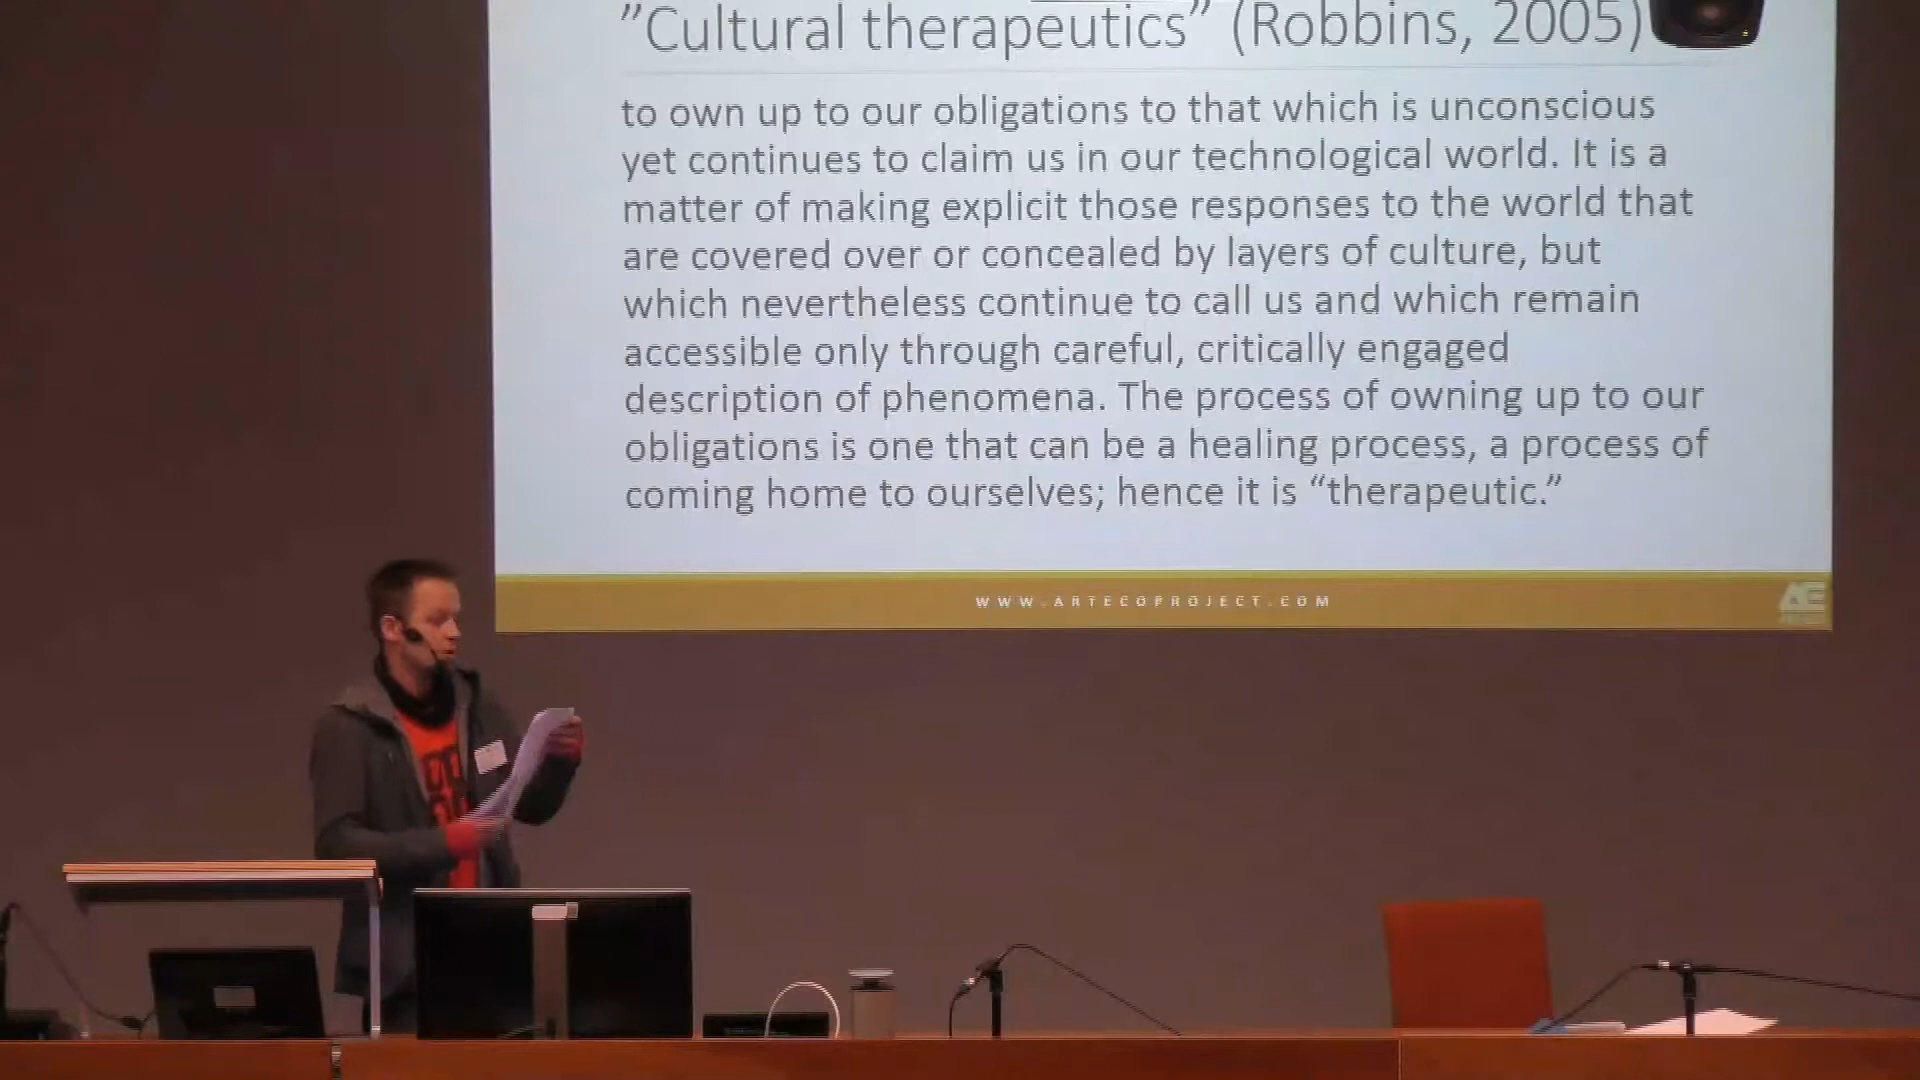 ”Cultural therapeutics” (Robbins, 2005)
to own up to our obligations to that which is unconscious
yet continues to claim us in our technological world. It is a
matter of making explicit those responses to the world that
are covered over or concealed by layers of culture, but
which nevertheless continue to call us and which remain
accessible only through careful, critically engaged
description of phenomena. The process of owning up to our
obligations is one that can be a healing process, a process of
coming home to ourselves; hence it is “therapeutic.”
WWW.ARTECOPROJECT.COM
AE